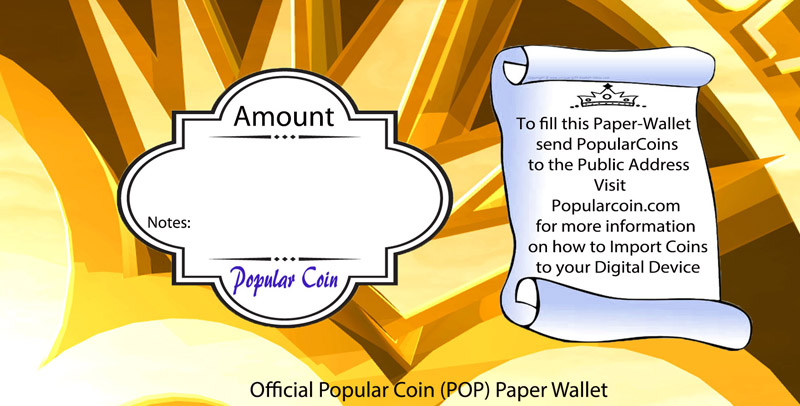 Amount
Notes:
Popular Coin
To fill this Paper-Wallet
send PopularCoins
to the Public Address
Visit
Popularcoin.com
for more information
on how to Import Coins
to your Digital Device
Official Popular Coin (POP) Paper Wallet